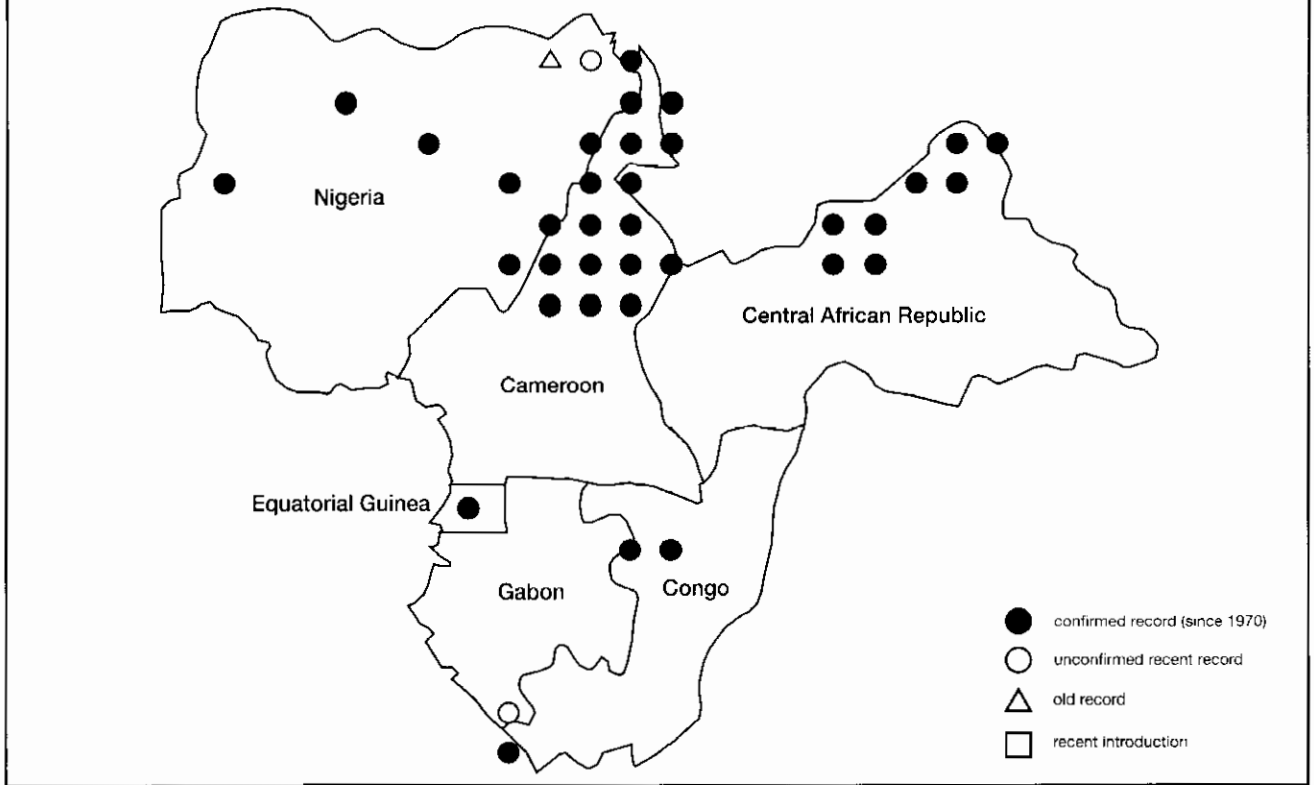 Nigeria
Central African Republic
Cameroon
Equatorial Guinea
Gabon
Congo
confirmed record (since 1970)
unconfirmed recent record
old record
recent introduction